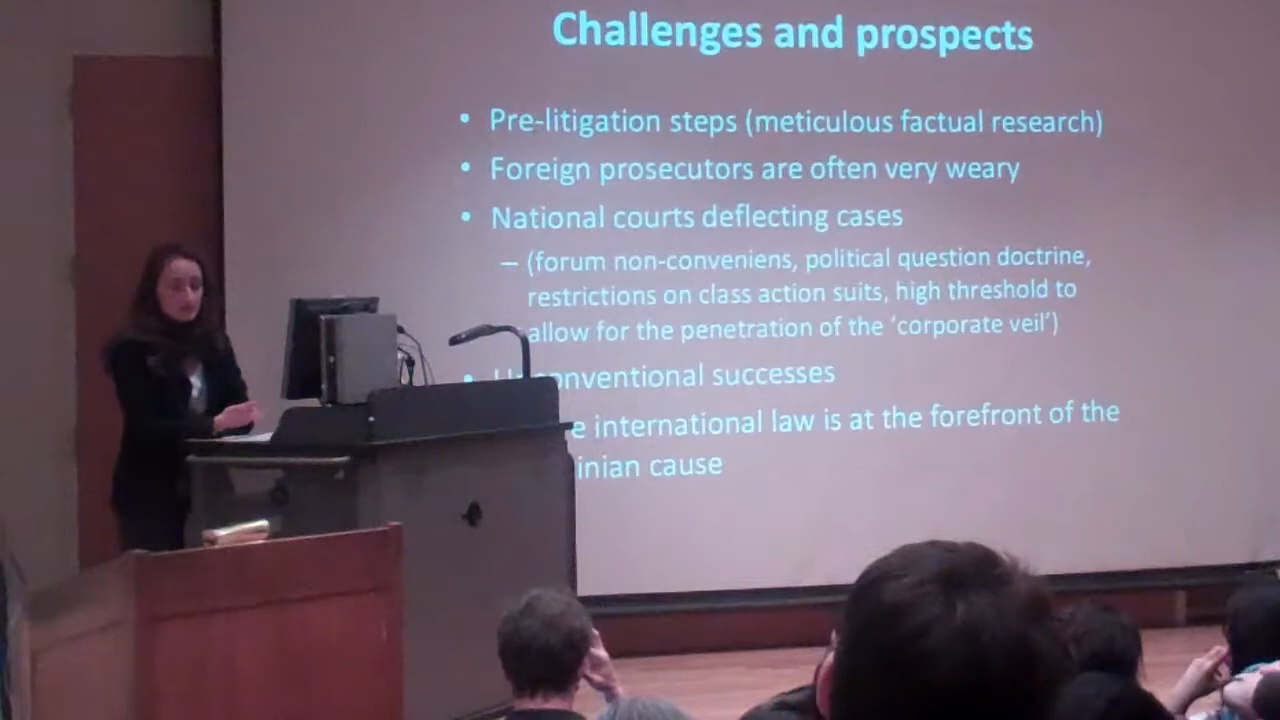 Challenges and prospects
• Pre-litigation steps (meticulous factual research)
• Foreign prosecutors are often very weary
• National courts deflecting cases
– (forum non-conveniens, political question doctrine,
restrictions on class action suits, high threshold to
allow for the penetration of the ‘corporate veil’)
• Unconventional successes
international law is at the forefront of the
cause